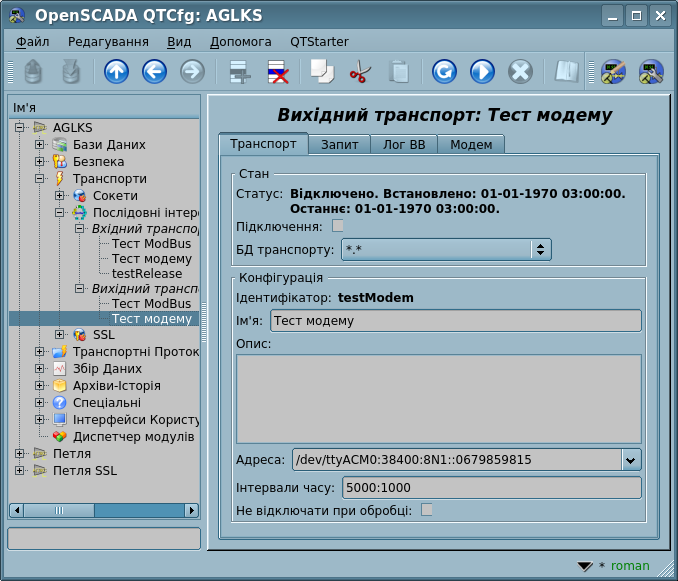 OpenSCADA QTCfg: AGLKS
Файл Редагування Вид Допомога QTStarter
Ім'я
AGLKS
Бази Даних
Безпека
Транспорти
Сокети
Послідовні інтер
Вхідний транспор
Тест ModBus
Тест модему
testRelease
Вихідний трансп
Тест ModBus
Тест модему
SSL
Транспортні Проток
Збір Даних
Архіви-Історія
Спеціальні
Інтерфейси Користу
Диспетчер модулів
Петля
Петля SSL
Вихідний транспорт: Тест модему
Транспорт Запит Лог ВВ Модем
Стан
Статус: Відключено. Встановлено: 01-01-1970 03:00:00.
Останнє: 01-01-1970 03:00:00.
Підключення:
БД транспорту: *.*
Конфігурація
Ідентифікатор: testModem
Ім'я: Тест модему
Опис:
Адреса: /dev/ttyACM0:38400:8N1::0679859815
Інтервали часу: 5000:1000
Не відключати при обробці:
* roman